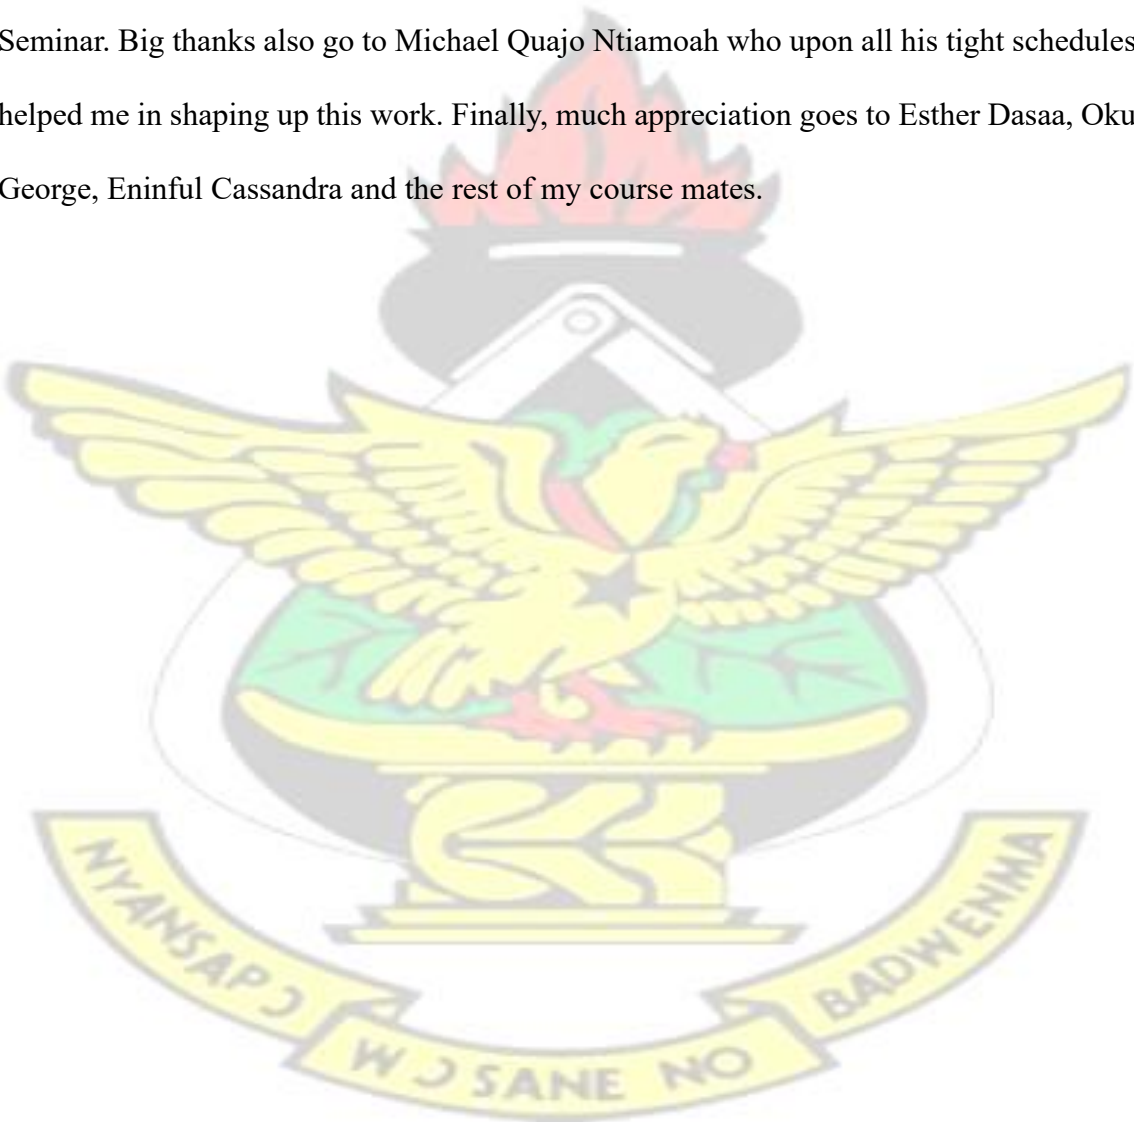 Seminar. Big thanks also go to Michael Quajo Ntiamoah who upon all his tight schedules
helped me in shaping up this work. Finally, much appreciation goes to Esther Dasaa, Oku
George, Eninful Cassandra and the rest of my course mates.
NYANSAPƆ
WƆSANE NO
BADWENMA